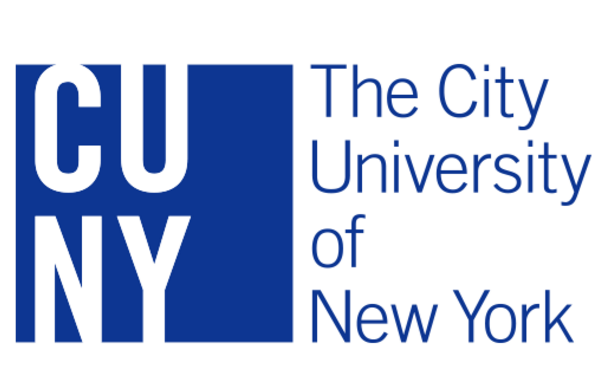 CU
NY
The City
University
of
New York